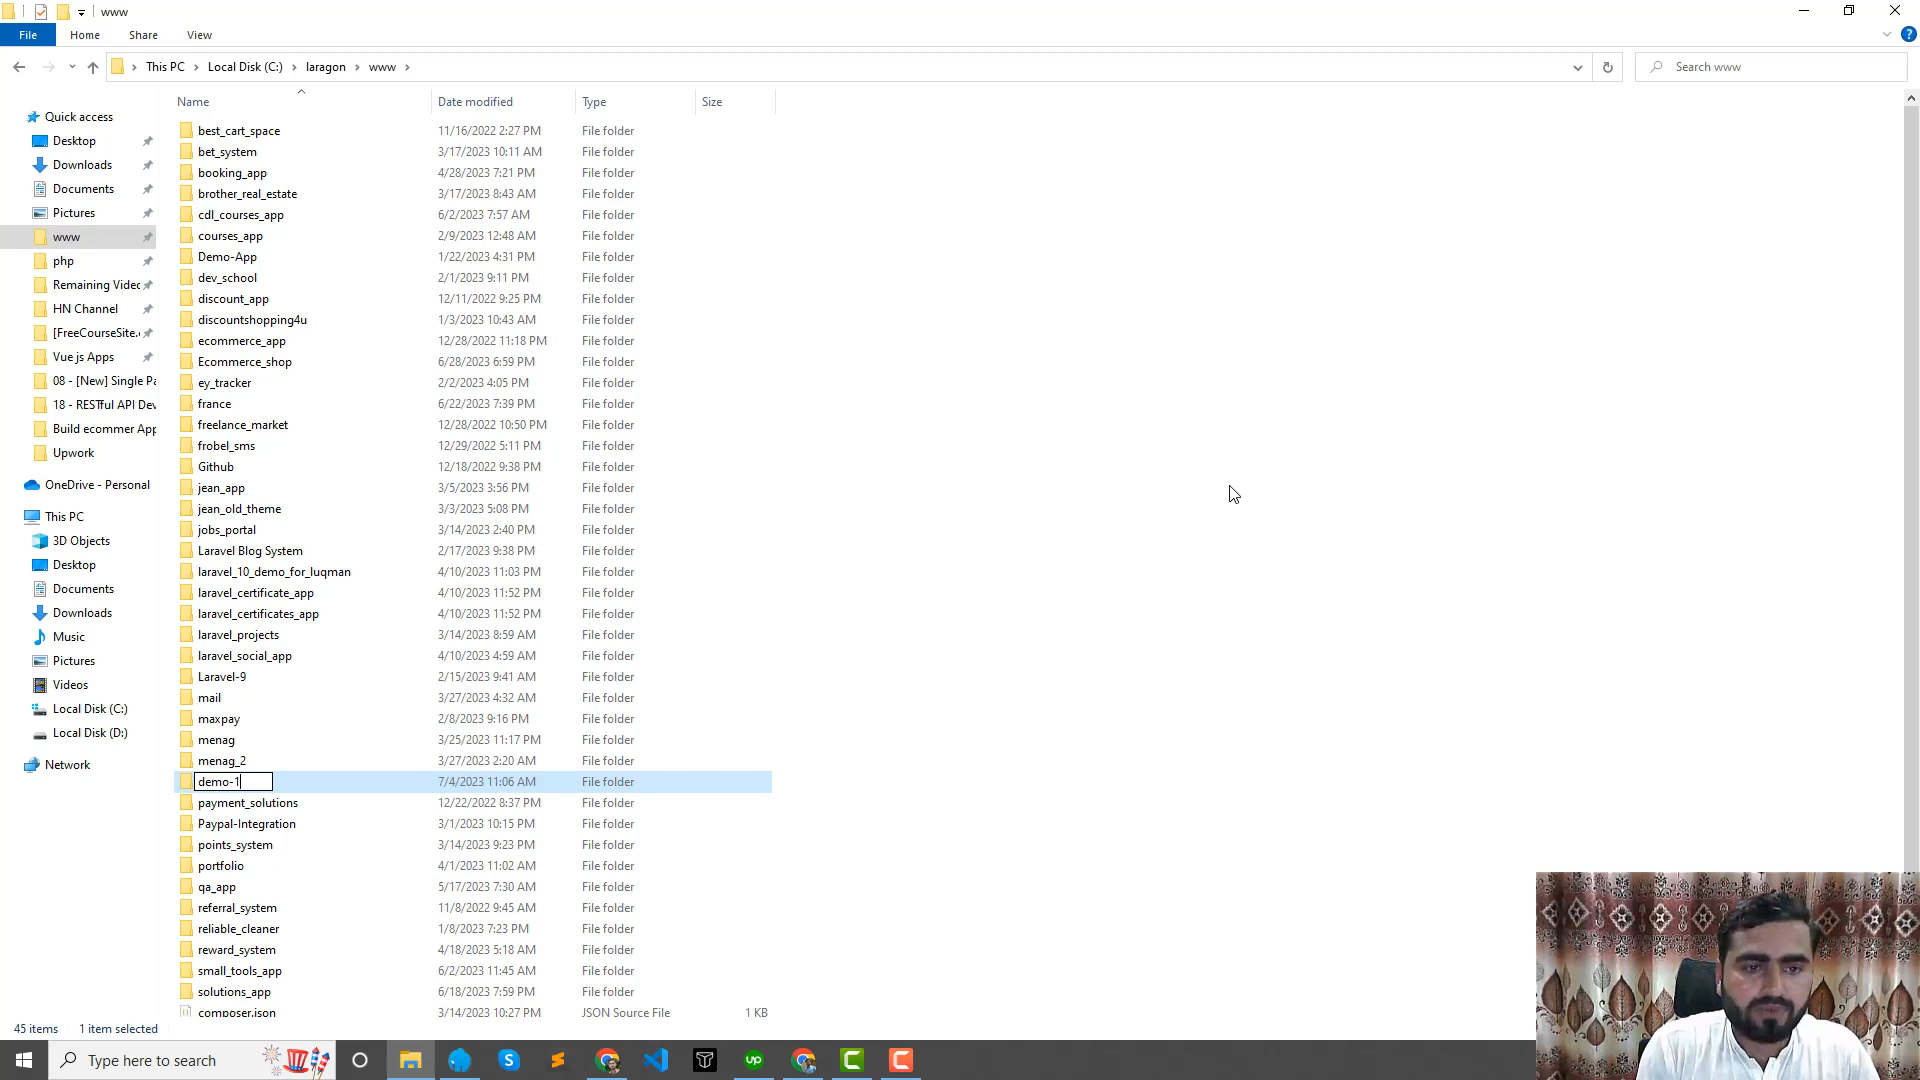 www
File Home Share View
This PC Local Disk (C:) laragon www
Search www
Name Date modified Type Size
Quick access
Desktop
Downloads
Documents
Pictures
www
php
Remaining Videc
HN Channel
[FreeCourseSite.
Vue js Apps
08 - [New] Single Pa
18 - RESTful API Dev
Build ecommer App
Upwork
OneDrive - Personal
This PC
3D Objects
Desktop
Documents
Downloads
Music
Pictures
Videos
Local Disk (C:)
Local Disk (D:)
Network
best_cart_space 11/16/2022 2:27 PM File folder
bet_system 3/17/2023 10:11 AM File folder
booking_app 4/28/2023 7:21 PM File folder
brother_real_estate 3/17/2023 8:43 AM File folder
cdl_courses_app 6/2/2023 7:57 AM File folder
courses_app 2/9/2023 12:48 AM File folder
Demo-App 1/22/2023 4:31 PM File folder
dev_school 2/1/2023 9:11 PM File folder
discount_app 12/11/2022 9:25 PM File folder
discountshopping4u 1/3/2023 10:43 AM File folder
ecommerce_app 12/28/2022 11:18 PM File folder
Ecommerce_shop 6/28/2023 6:59 PM File folder
ey_tracker 2/2/2023 4:05 PM File folder
france 6/22/2023 7:39 PM File folder
freelance_market 12/28/2022 10:50 PM File folder
frobel_sms 12/29/2022 5:11 PM File folder
Github 12/18/2022 9:38 PM File folder
jean_app 3/5/2023 3:56 PM File folder
jean_old_theme 3/3/2023 5:08 PM File folder
jobs_portal 3/14/2023 2:40 PM File folder
Laravel Blog System 2/17/2023 9:38 PM File folder
laravel_10_demo_for_luqman 4/10/2023 11:03 PM File folder
laravel_certificate_app 4/10/2023 11:52 PM File folder
laravel_certificates_app 4/10/2023 11:52 PM File folder
laravel_projects 3/14/2023 8:59 AM File folder
laravel_social_app 4/10/2023 4:59 AM File folder
Laravel-9 2/15/2023 9:41 AM File folder
mail 3/27/2023 4:32 AM File folder
maxpay 2/8/2023 9:16 PM File folder
menag 3/25/2023 11:17 PM File folder
menag_2 3/27/2023 2:20 AM File folder
demo-1 7/4/2023 11:06 AM File folder
payment_solutions 12/22/2022 8:37 PM File folder
Paypal-Integration 3/1/2023 10:15 PM File folder
points_system 3/14/2023 9:23 PM File folder
portfolio 4/1/2023 11:02 AM File folder
qa_app 5/17/2023 7:30 AM File folder
referral_system 11/8/2022 9:45 AM File folder
reliable_cleaner 1/8/2023 7:23 PM File folder
reward_system 4/18/2023 5:18 AM File folder
small_tools_app 6/2/2023 11:45 AM File folder
solutions_app 6/18/2023 7:59 PM File folder
composer.json 3/14/2023 10:27 PM JSON Source File 1 KB
45 items 1 item selected
Type here to search